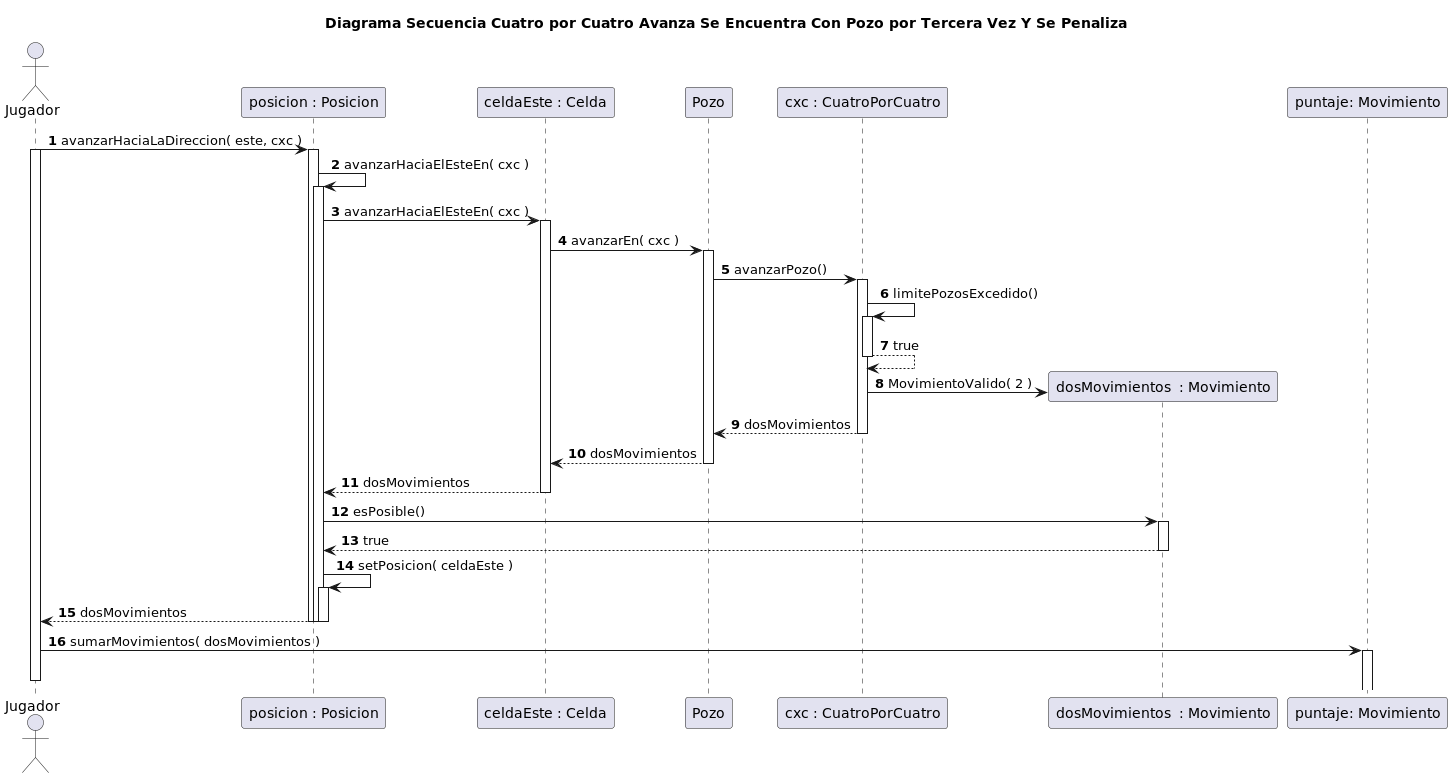 Diagrama Secuencia Cuatro por Cuatro Avanza Se Encuentra Con Pozo por Tercera Vez Y Se Penaliza
Jugador
posicion : Posicion
celdaEste : Celda
Pozo
cxc : CuatroPorCuatro
puntaje: Movimiento
1 avanzarHaciaLaDireccion( este, cxc )
2 avanzarHaciaElEsteEn( cxc )
3 avanzarHaciaElEsteEn( cxc )
4 avanzarEn( cxc )
5 avanzarPozo()
6 limitePozosExcedido()
7 true
8 MovimientoValido( 2 )
dosMovimientos : Movimiento
9 dosMovimientos
10 dosMovimientos
11 dosMovimientos
12 esPosible()
13 true
14 setPosicion( celdaEste )
15 dosMovimientos
16 sumarMovimientos( dosMovimientos )
Jugador
posicion : Posicion
celdaEste : Celda
Pozo
cxc : CuatroPorCuatro
dosMovimientos : Movimiento
puntaje: Movimiento